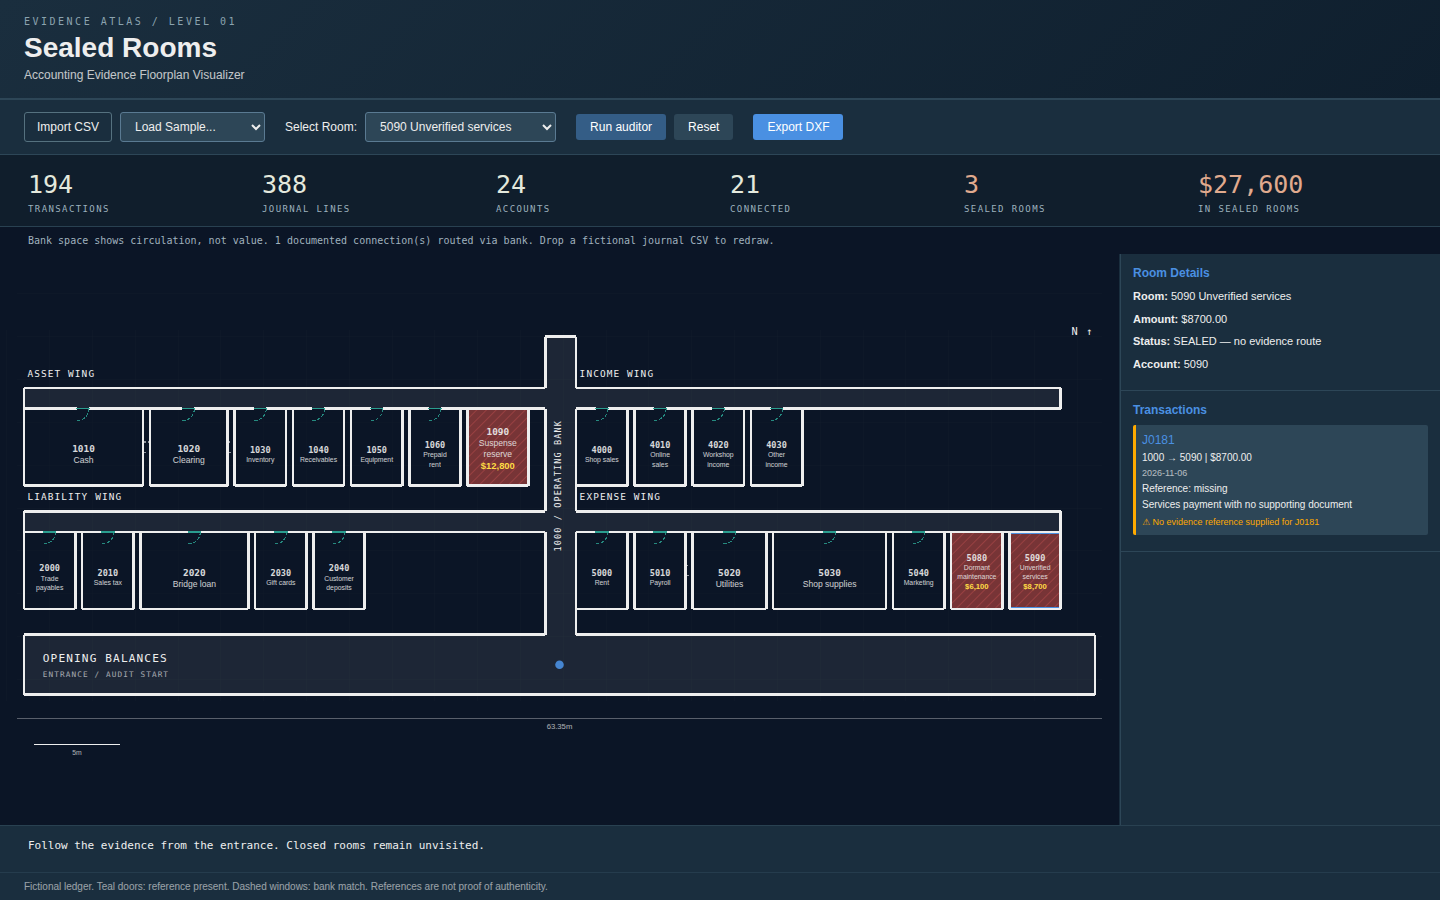 EVIDENCE ATLAS / LEVEL 01
Sealed Rooms
Accounting Evidence Floorplan Visualizer
Import CSV
Load Sample...
Select Room:
5090 Unverified services
Run auditor
Reset
Export DXF
194
TRANSACTIONS
388
JOURNAL LINES
24
ACCOUNTS
21
CONNECTED
3
SEALED ROOMS
$27,600
IN SEALED ROOMS
Bank space shows circulation, not value. 1 documented connection(s) routed via bank. Drop a fictional journal CSV to redraw.
N ↑
ASSET WING
INCOME WING
1010
Cash
1020
Clearing
1030
Inventory
1040
Receivables
1050
Equipment
1060
Prepaid
rent
1090
Suspense
reserve
$12,800
1000 / OPERATING BANK
4000
Shop sales
4010
Online
sales
4020
Workshop
income
4030
Other
income
LIABILITY WING
EXPENSE WING
2000
Trade
payables
2010
Sales tax
2020
Bridge loan
2030
Gift cards
2040
Customer
deposits
5000
Rent
5010
Payroll
5020
Utilities
5030
Shop supplies
5040
Marketing
5080
Dormant
maintenance
$6,100
5090
Unverified
services
$8,700
OPENING BALANCES
ENTRANCE / AUDIT START
63.35m
5m
Room Details
Room: 5090 Unverified services
Amount: $8700.00
Status: SEALED — no evidence route
Account: 5090
Transactions
J0181
1000 → 5090 | $8700.00
2026-11-06
Reference: missing
Services payment with no supporting document
⚠ No evidence reference supplied for J0181
Follow the evidence from the entrance. Closed rooms remain unvisited.
Fictional ledger. Teal doors: reference present. Dashed windows: bank match. References are not proof of authenticity.